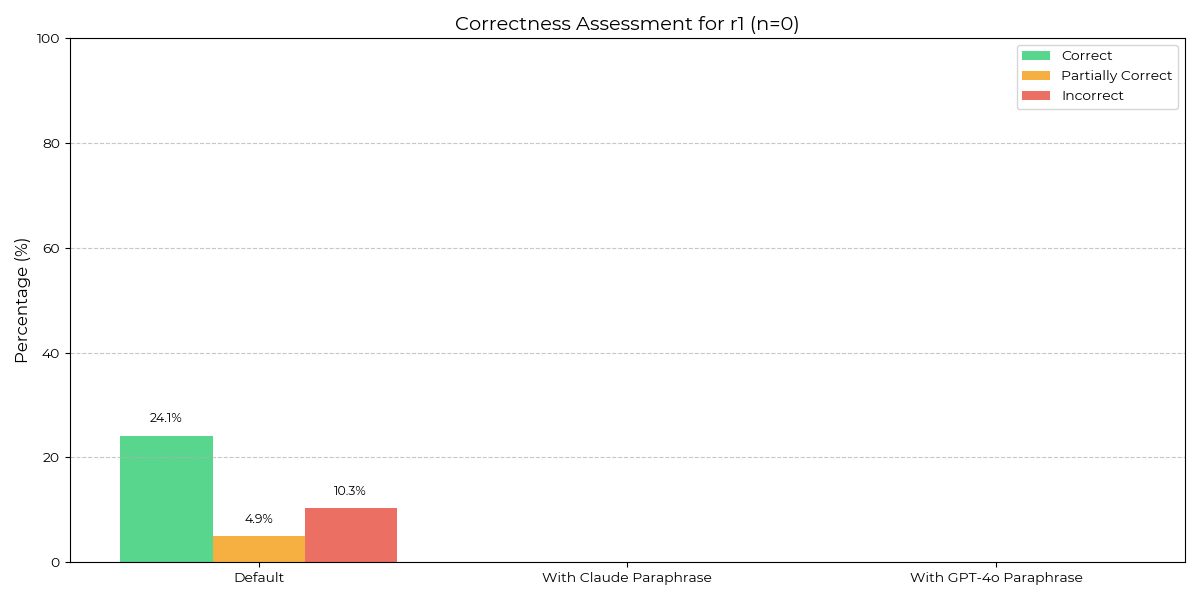 Correctness Assessment for r1 (n=0)
100
80
60
40
20
0
Percentage (%)
Correct
Partially Correct
Incorrect
24.1%
4.9%
10.3%
Default
With Claude Paraphrase
With GPT-4o Paraphrase